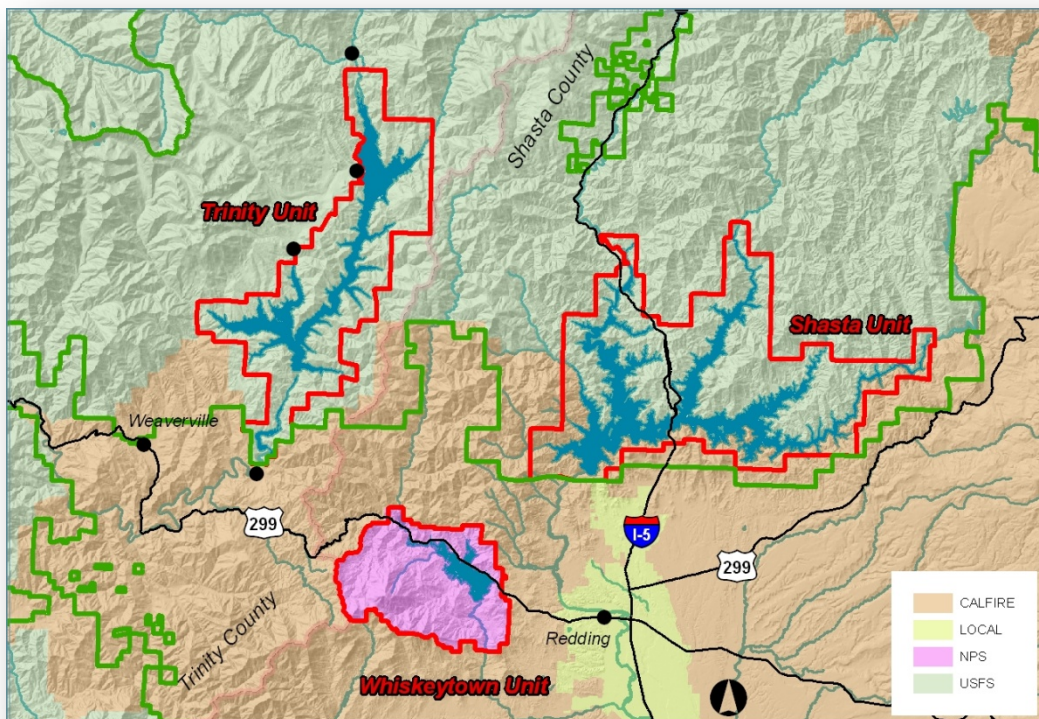 Shasta County
Trinity Unit
Shasta Unit
Weaverville
299
I-5
299
Trinity County
Redding
Whiskeytown Unit
CALFIRE
LOCAL
NPS
USFS